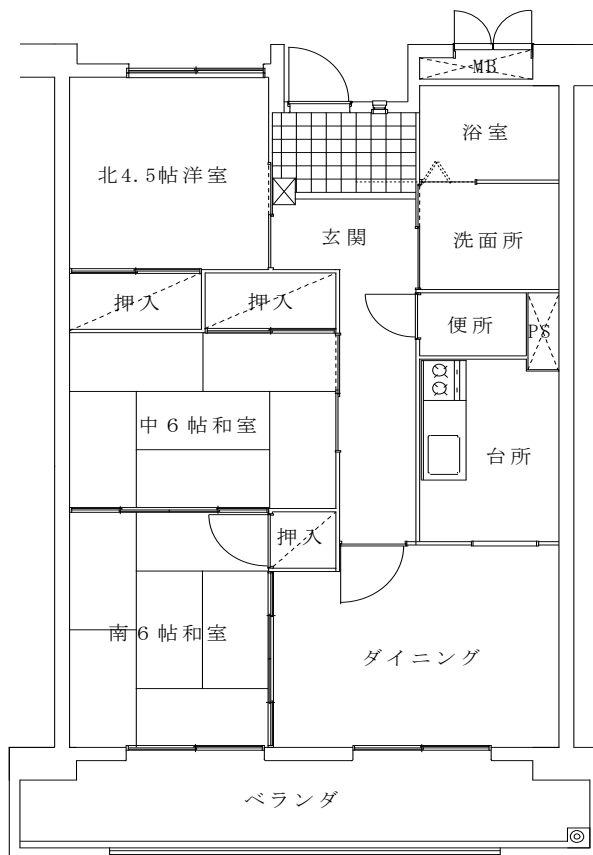 MB
浴室
北4.5帖洋室
玄関
洗面所
押入
押入
便所
PS
中６帖和室
台所
押入
南６帖和室
ダイニング
ベランダ